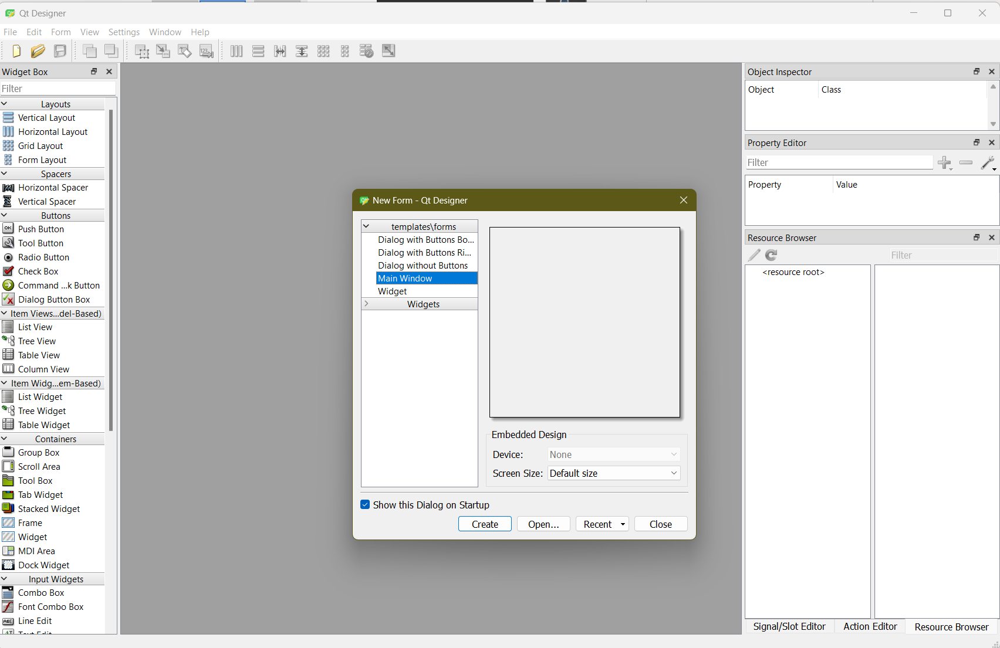 Qt Designer
File Edit Form View Settings Window Help
Widget Box
Filter
Layouts
Vertical Layout
Horizontal Layout
Grid Layout
Form Layout
Spacers
Horizontal Spacer
Vertical Spacer
Buttons
Push Button
Tool Button
Radio Button
Check Box
Command ...k Button
Dialog Button Box
Item Views...del-Based)
List View
Tree View
Table View
Column View
Item Widg...em-Based)
List Widget
Tree Widget
Table Widget
Containers
Group Box
Scroll Area
Tool Box
Tab Widget
Stacked Widget
Frame
Widget
MDI Area
Dock Widget
Input Widgets
Combo Box
Font Combo Box
Line Edit
Text Edit
New Form - Qt Designer
templates\forms
Dialog with Buttons Bo...
Dialog with Buttons Ri...
Dialog without Buttons
Main Window
Widget
Widgets
Embedded Design
Device: None
Screen Size: Default size
Show this Dialog on Startup
Create Open... Recent Close
Object Inspector
Object Class
Property Editor
Filter
Property Value
Resource Browser
Filter
<resource root>
Signal/Slot Editor Action Editor Resource Browser